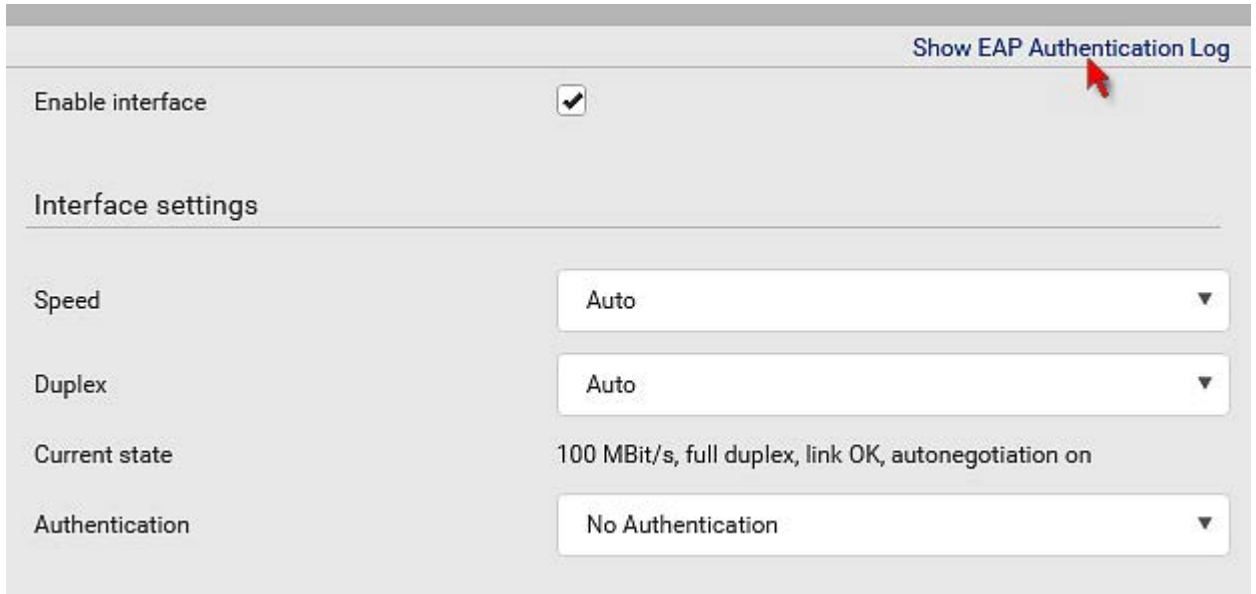 Show EAP Authentication Log
Enable interface
Interface settings
Speed Auto
Duplex Auto
Current state 100 MBit/s, full duplex, link OK, autonegotiation on
Authentication No Authentication